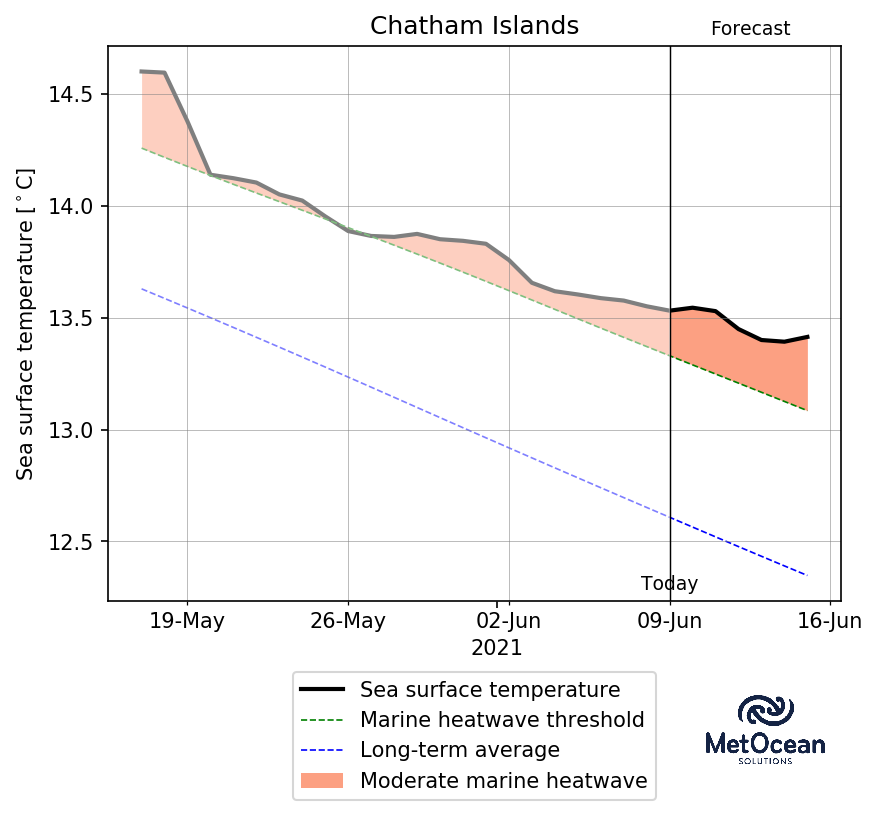 Chatham Islands
Forecast
Sea surface temperature [°C]
14.5
14.0
13.5
13.0
12.5
Today
19-May 26-May 02-Jun 09-Jun 16-Jun
2021
Sea surface temperature
Marine heatwave threshold
Long-term average
Moderate marine heatwave
MetOcean
SOLUTIONS